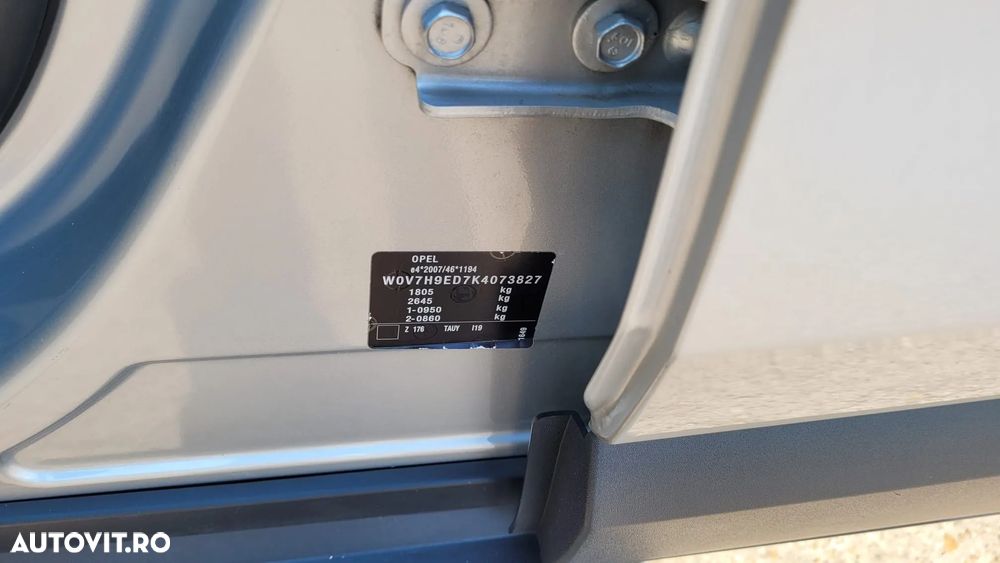 OPEL
e4*2007/46*1194
W0V7H9ED7K4073827
1805 kg
2645 kg
1-0950 kg
2-0860 kg
Z 176 TAUY I19
1849
AUTOVIT.RO